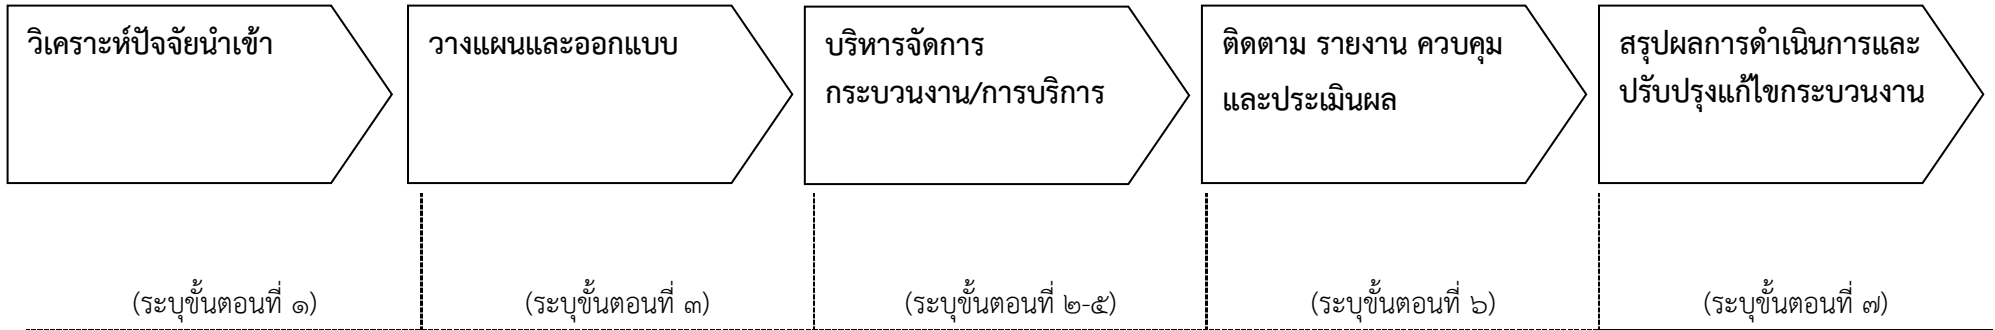 วิเคราะห์ปัจจัยนำเข้า
วางแผนและออกแบบ
บริหารจัดการ
กระบวนงาน/การบริการ
ติดตาม รายงาน ควบคุม
และประเมินผล
สรุปผลการดำเนินการและ
ปรับปรุงแก้ไขกระบวนงาน
(ระบุขั้นตอนที่ ๑)
(ระบุขั้นตอนที่ ๓)
(ระบุขั้นตอนที่ ๒-๕)
(ระบุขั้นตอนที่ ๖)
(ระบุขั้นตอนที่ ๗)